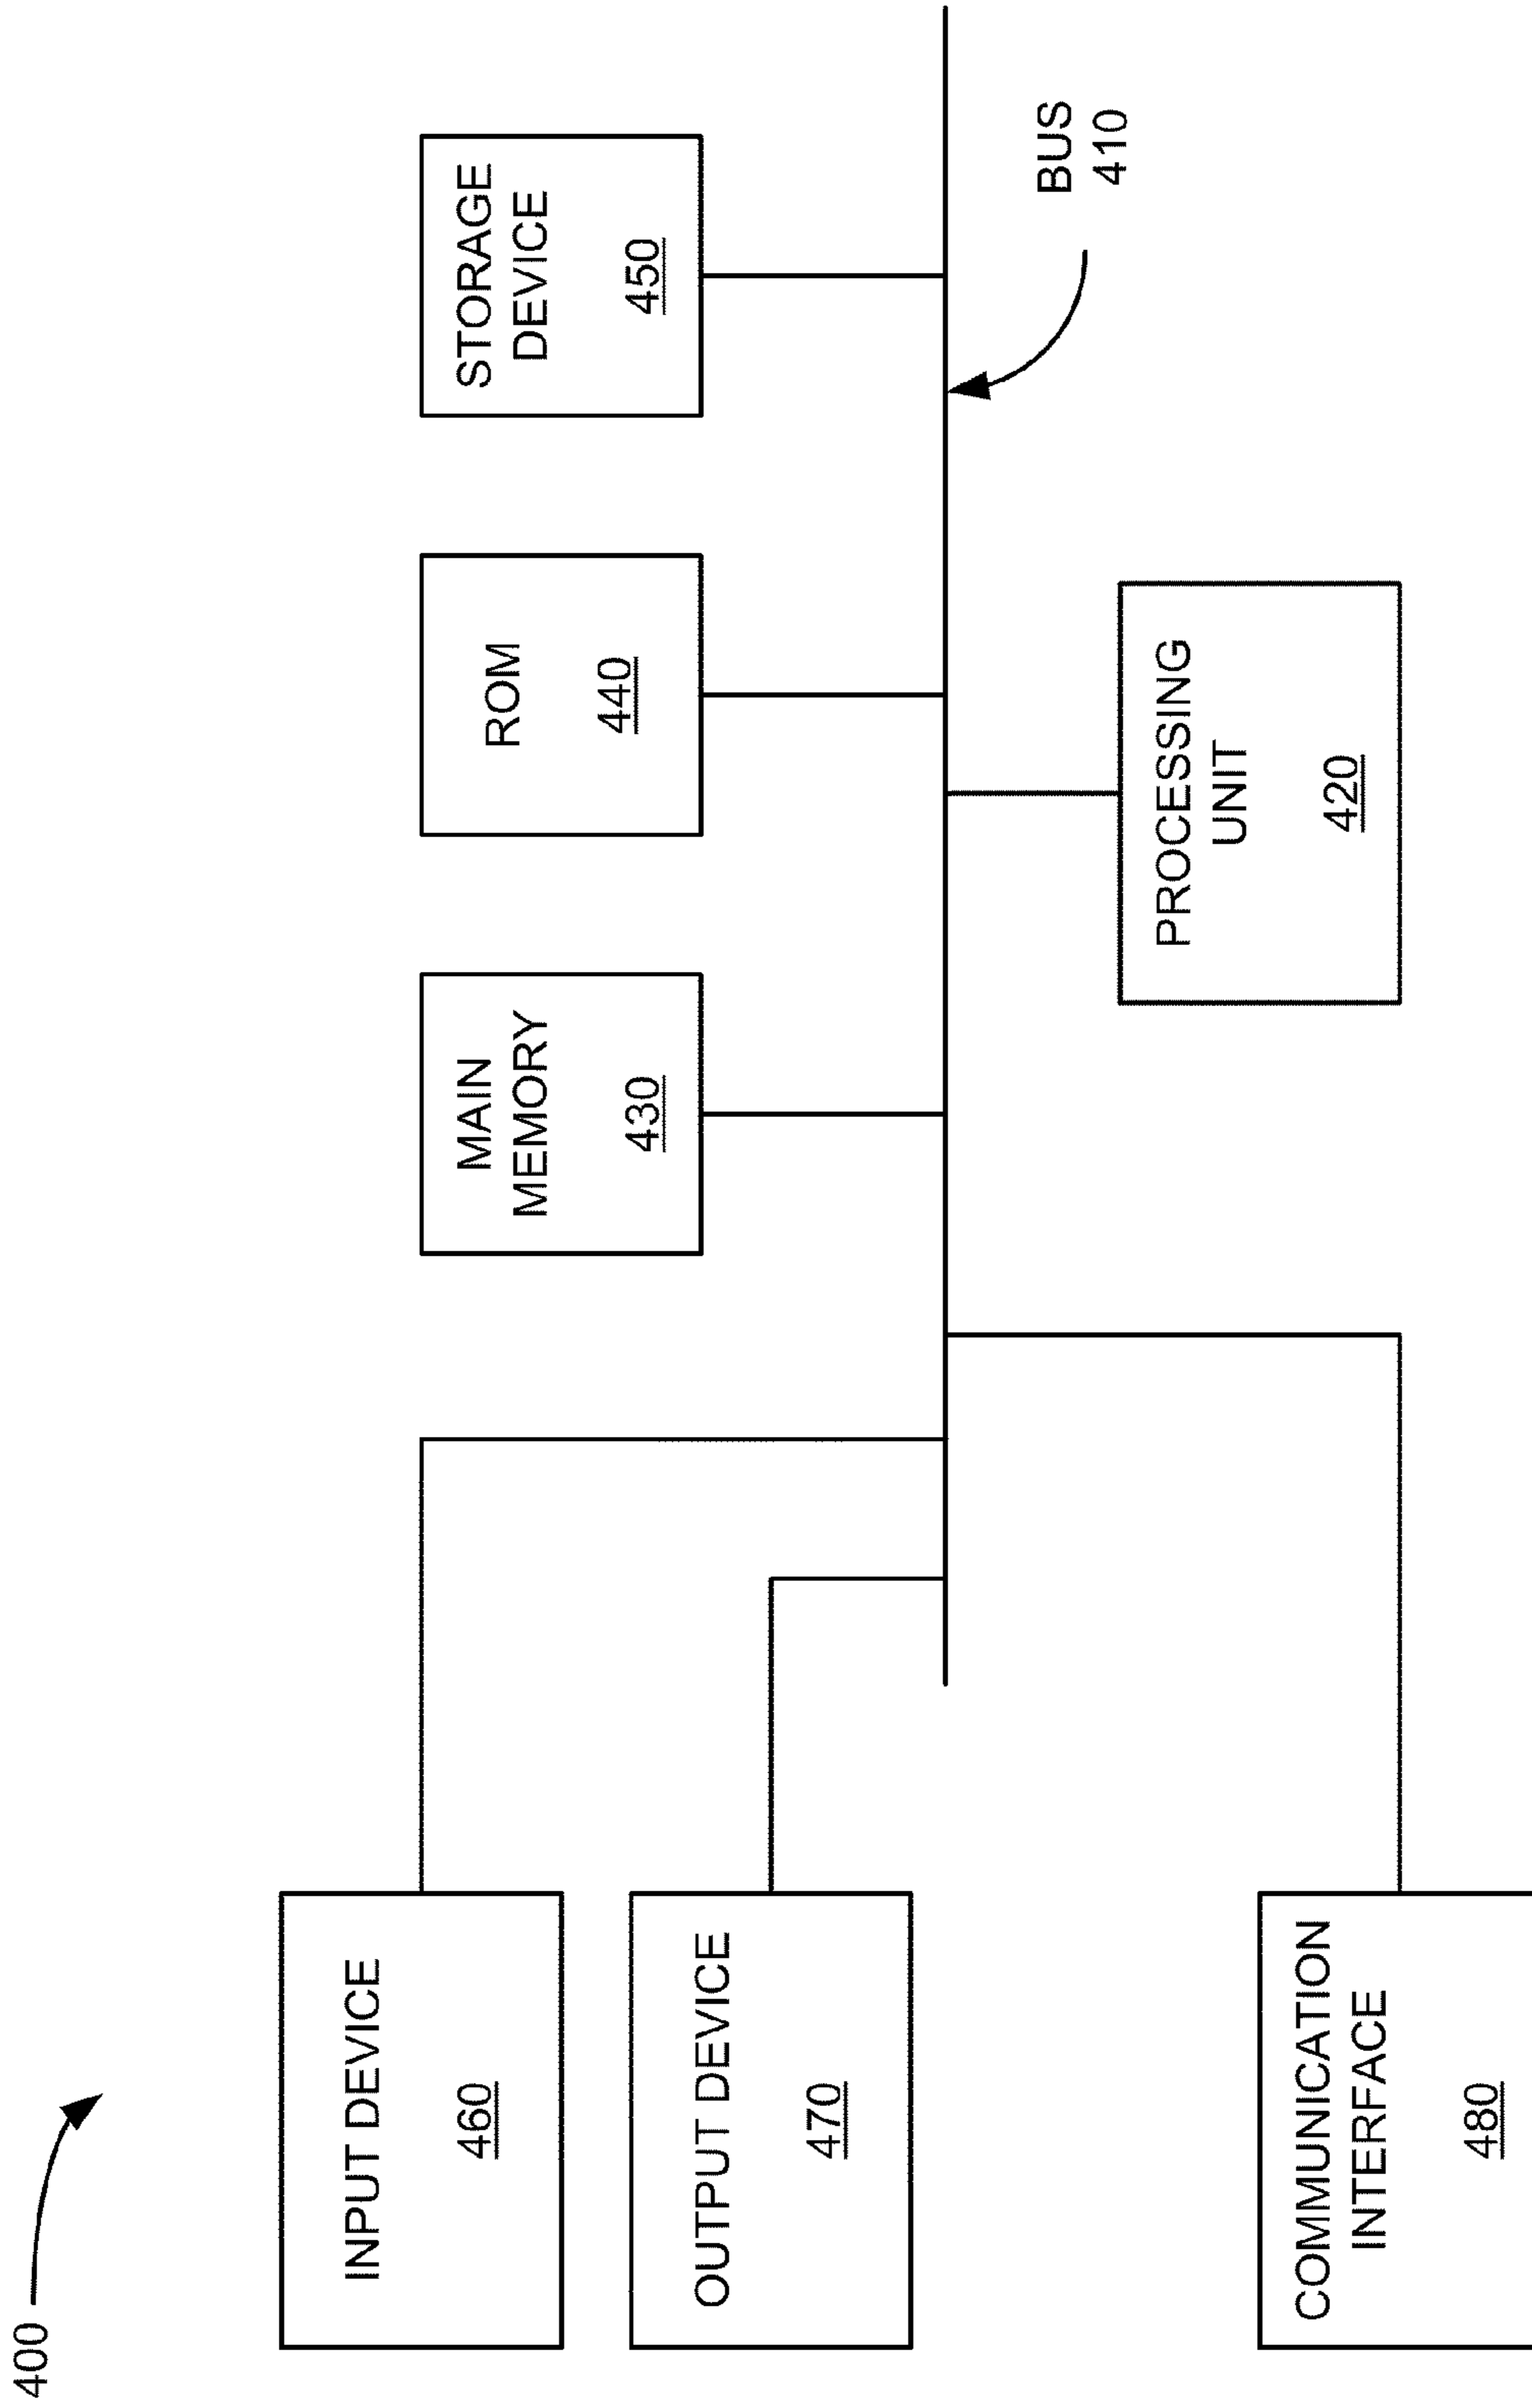 400
INPUT DEVICE
460
OUTPUT DEVICE
470
COMMUNICATION
INTERFACE
480
MAIN
MEMORY
430
ROM
440
STORAGE
DEVICE
450
PROCESSING
UNIT
420
BUS
410